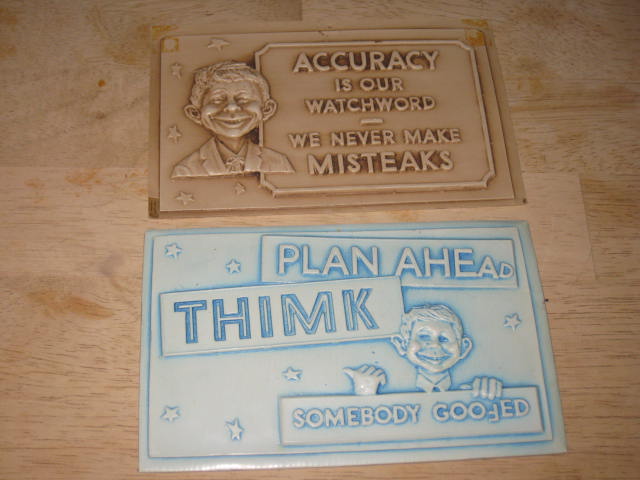 ACCURACY
IS OUR
WATCHWORD
—
WE NEVER MAKE
MISTEAKS
PLAN AHEAD
THIMK
SOMEBODY GOOFED